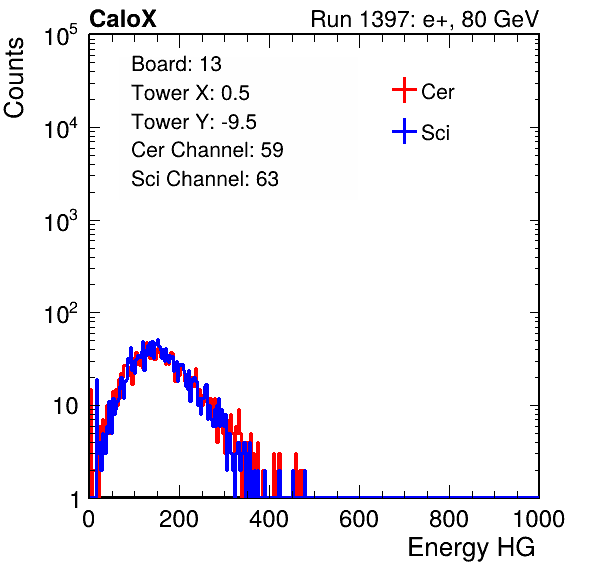 CaloX Run 1397: e+, 80 GeV
Counts
Board: 13
Tower X: 0.5
Tower Y: -9.5
Cer Channel: 59
Sci Channel: 63
Cer
Sci
10^5
10^4
10^3
10^2
10
1
0 200 400 600 800 1000
Energy HG